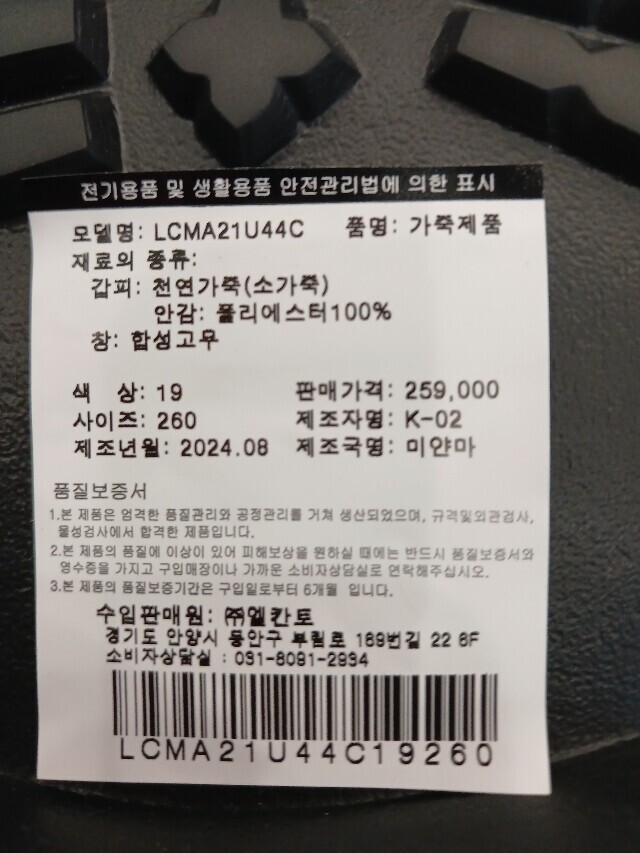 전기용품 및 생활용품 안전관리법에 의한 표시
모델명: LCMA21U44C 품명: 가죽제품
재료의 종류:
갑피: 천연가죽(소가죽)
안감: 폴리에스터100%
창: 합성고무
색 상: 19 판매가격: 259,000
사이즈: 260 제조자명: K-02
제조년월: 2024.08 제조국명: 미얀마
품질보증서
1.본 제품은 엄격한 품질관리와 공정관리를 거쳐 생산되었으며, 규격및외관검사,
물성검사에서 합격한 제품입니다.
2.본 제품의 품질에 이상이 있어 피해보상을 원하실 때에는 반드시 품질보증서와
영수증을 가지고 구입매장이나 가까운 소비자상담실로 연락해주십시오.
3.본 제품의 품질보증기간은 구입일로부터 6개월 입니다.
수입판매원: ㈜엘칸토
경기도 안양시 동안구 부림로 169번길 22 6F
소비자상담실 : 031-8091-2934
LCMA21U44C19260